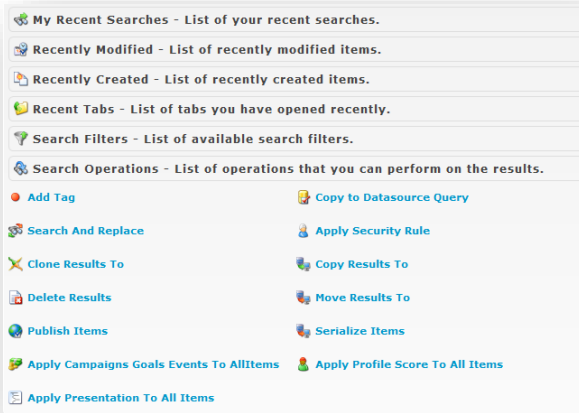 My Recent Searches - List of your recent searches.
Recently Modified - List of recently modified items.
Recently Created - List of recently created items.
Recent Tabs - List of tabs you have opened recently.
Search Filters - List of available search filters.
Search Operations - List of operations that you can perform on the results.
Add Tag
Copy to Datasource Query
Search And Replace
Apply Security Rule
Clone Results To
Copy Results To
Delete Results
Move Results To
Publish Items
Serialize Items
Apply Campaigns Goals Events To AllItems
Apply Profile Score To All Items
Apply Presentation To All Items